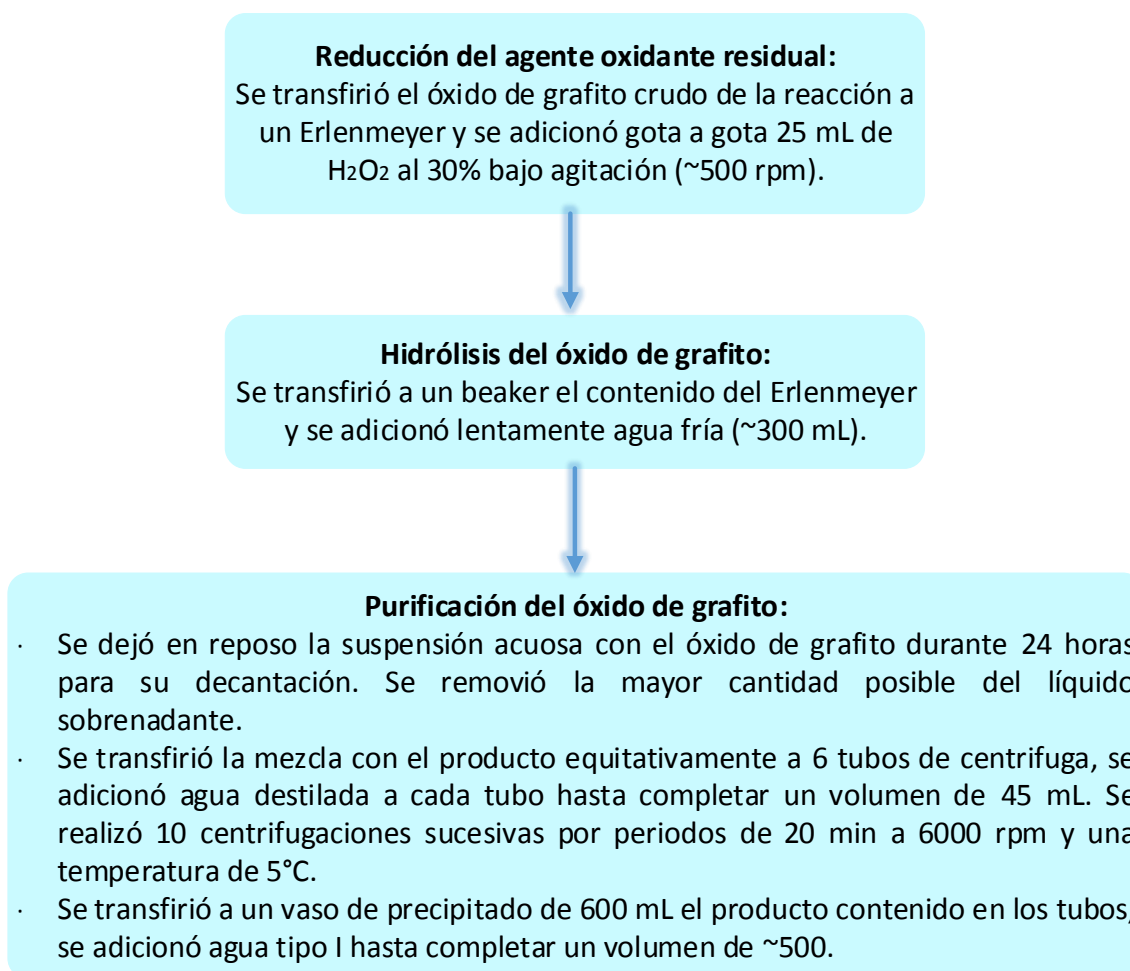 Reducción del agente oxidante residual:
Se transfirió el óxido de grafito crudo de la reacción a
un Erlenmeyer y se adicionó gota a gota 25 mL de
H2O2 al 30% bajo agitación (~500 rpm).
Hidrólisis del óxido de grafito:
Se transfirió a un beaker el contenido del Erlenmeyer
y se adicionó lentamente agua fría (~300 mL).
Purificación del óxido de grafito:
· Se dejó en reposo la suspensión acuosa con el óxido de grafito durante 24 horas
para su decantación. Se removió la mayor cantidad posible del líquido
sobrenadante.
· Se transfirió la mezcla con el producto equitativamente a 6 tubos de centrifuga, se
adicionó agua destilada a cada tubo hasta completar un volumen de 45 mL. Se
realizó 10 centrifugaciones sucesivas por periodos de 20 min a 6000 rpm y una
temperatura de 5°C.
· Se transfirió a un vaso de precipitado de 600 mL el producto contenido en los tubos,
se adicionó agua tipo I hasta completar un volumen de ~500.